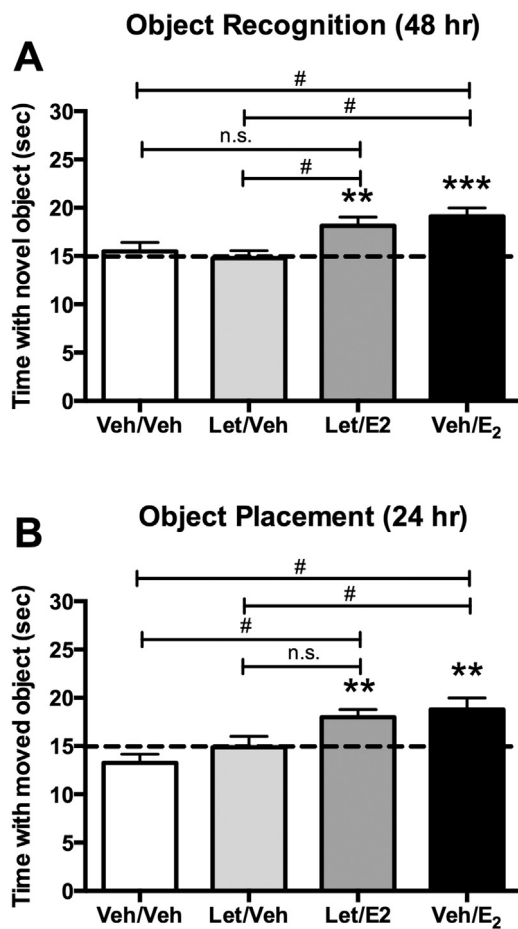 Object Recognition (48 hr)
A
#
#
n.s.
#
**
***
Time with novel object (sec)
30
25
20
15
10
5
0
Veh/Veh Let/Veh Let/E2 Veh/E₂
Object Placement (24 hr)
B
#
#
#
n.s.
**
**
Time with moved object (sec)
30
25
20
15
10
5
0
Veh/Veh Let/Veh Let/E2 Veh/E₂